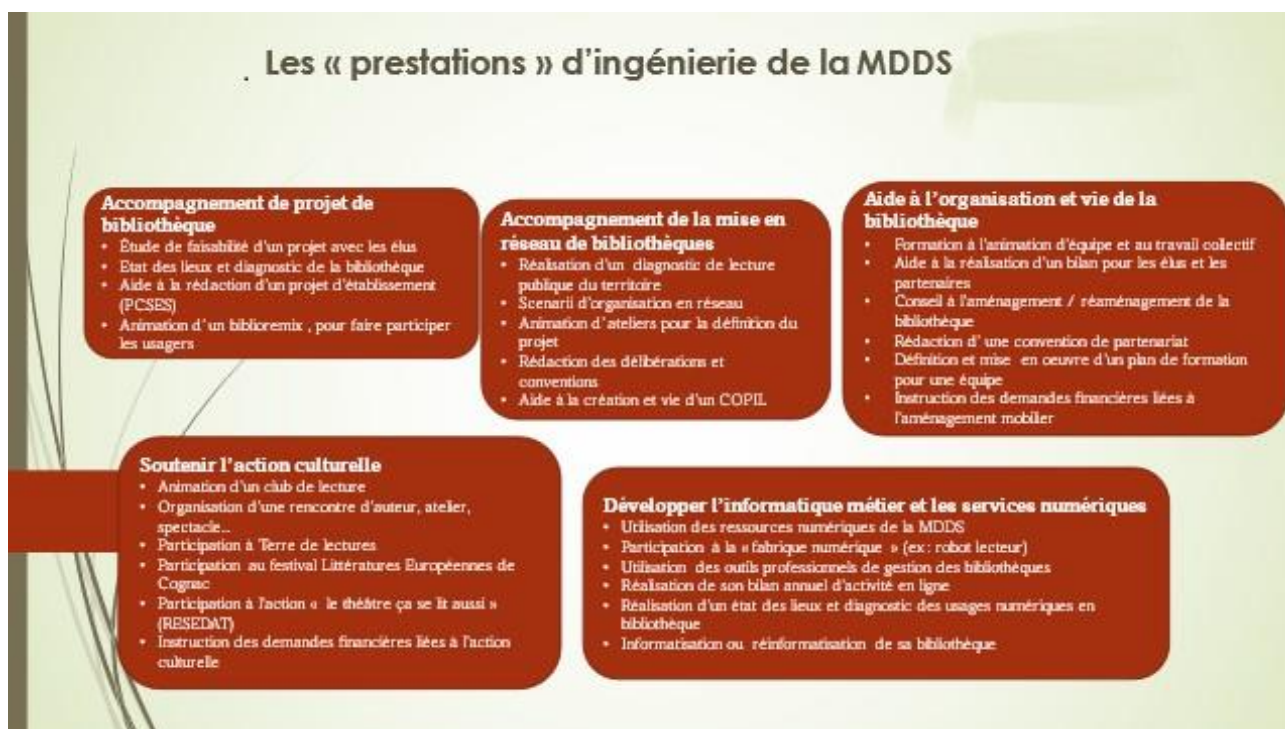 . Les « prestations » d'ingénierie de la MDDS
Accompagnement de projet de
bibliothèque
• Étude de faisabilité d'un projet avec les élus
• Etat des lieux et diagnostic de la bibliothèque
• Aide à la rédaction d'un projet d'établissement
(PCSES)
• Animation d'un biblioremix , pour faire participer
les usagers
Accompagnement de la mise en
réseau de bibliothèques
• Réalisation d'un diagnostic de lecture
publique du territoire
• Scenarii d'organisation en réseau
• Animation d'ateliers pour la définition du
projet
• Rédaction des délibérations et
conventions
• Aide à la création et vie d'un COPIL
Aide à l'organisation et vie de la
bibliothèque
• Formation à l'animation d'équipe et au travail collectif
• Aide à la réalisation d'un bilan pour les élus et les
partenaires
• Conseil à l'aménagement / réaménagement de la
bibliothèque
• Rédaction d' une convention de partenariat
• Définition et mise en oeuvre d'un plan de formation
pour une équipe
• Instruction des demandes financières liées à
l'aménagement mobilier
Soutenir l'action culturelle
• Animation d'un club de lecture
• Organisation d'une rencontre d'auteur, atelier,
spectacle...
• Participation à Terre de lectures
• Participation au festival Littératures Européennes de
Cognac
• Participation à l'action « le théâtre ça se lit aussi »
(RESEDAT)
• Instruction des demandes financières liées à l'action
culturelle
Développer l'informatique métier et les services numériques
• Utilisation des ressources numériques de la MDDS
• Participation à la « fabrique numérique » (ex : robot lecteur)
• Utilisation des outils professionnels de gestion des bibliothèques
• Réalisation de son bilan annuel d'activité en ligne
• Réalisation d'un état des lieux et diagnostic des usages numériques en
bibliothèque
• Informatisation ou réinformatisation de sa bibliothèque